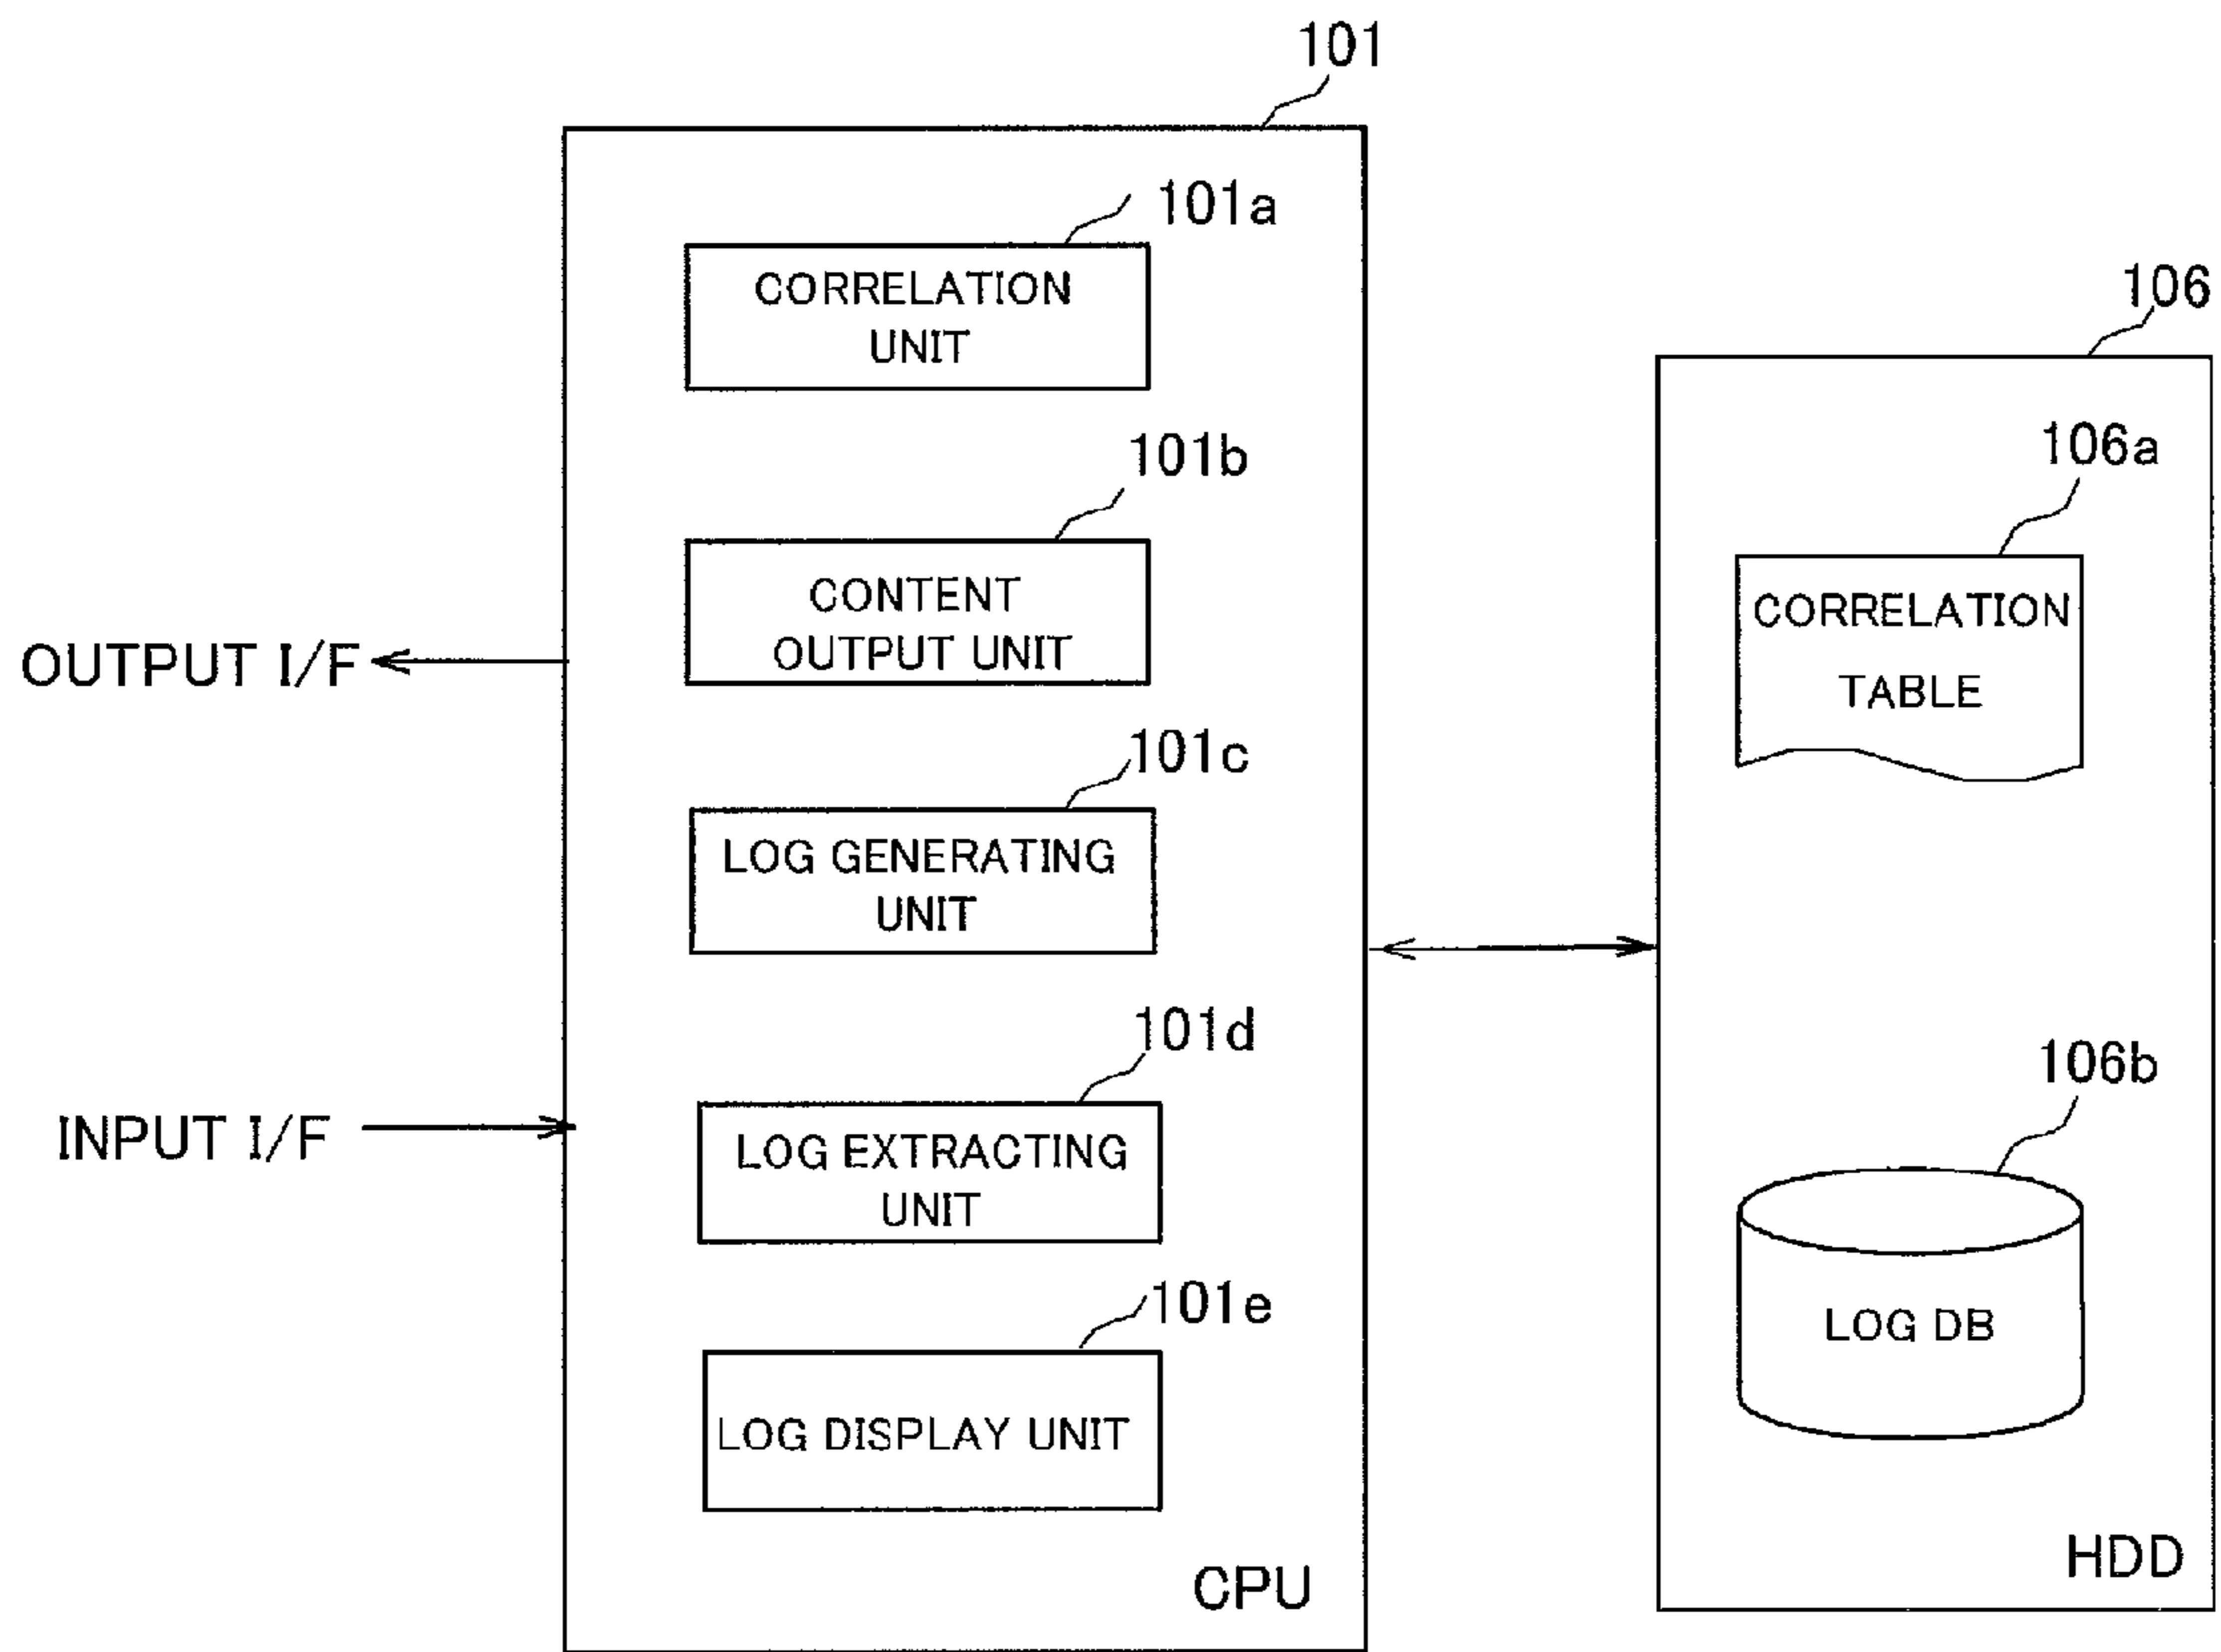 101
101a
CORRELATION
UNIT
101b
CONTENT
OUTPUT UNIT
OUTPUT I/F
101c
LOG GENERATING
UNIT
101d
INPUT I/F
LOG EXTRACTING
UNIT
101e
LOG DISPLAY UNIT
CPU
106
106a
CORRELATION
TABLE
106b
LOG DB
HDD